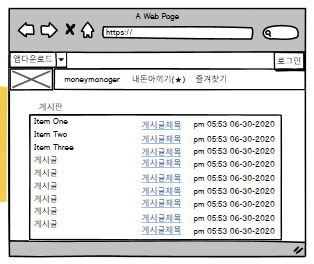 A Web Page
https://
앱다운로드
로그인
moneymanager 내돈아끼기(★) 즐겨찾기
게시판
Item One 게시글제목 pm 05:53 06-30-2020
Item Two 게시글제목 pm 05:53 06-30-2020
Item Three 게시글제목 pm 05:53 06-30-2020
게시글 게시글제목 pm 05:53 06-30-2020
게시글 게시글제목 pm 05:53 06-30-2020
게시글 게시글제목 pm 05:53 06-30-2020
게시글 게시글제목 pm 05:53 06-30-2020
게시글 게시글제목 pm 05:53 06-30-2020
게시글 게시글제목 pm 05:53 06-30-2020